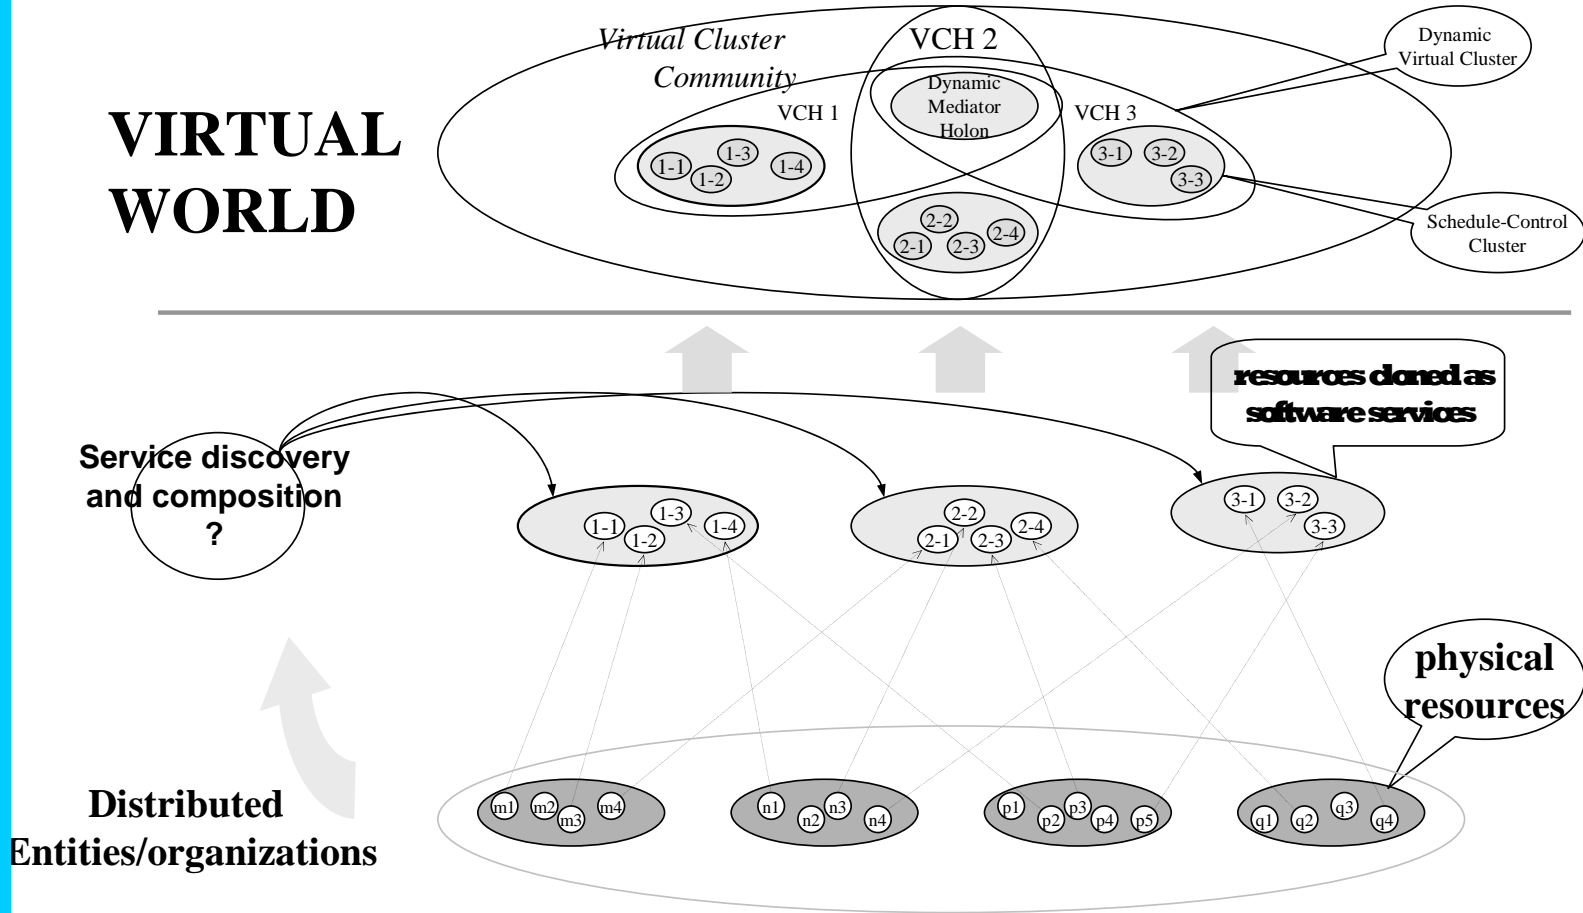 Virtual Cluster
Community
VCH 2
Dynamic
Virtual Cluster
VIRTUAL
WORLD
VCH 1
Dynamic
Mediator
Holon
VCH 3
1-1
1-2
1-3
1-4
3-1
3-2
3-3
2-1
2-2
2-3
2-4
Schedule-Control
Cluster
resources cloned as
software services
Service discovery
and composition
?
1-1
1-2
1-3
1-4
2-1
2-2
2-3
2-4
3-1
3-2
3-3
physical
resources
Distributed
Entities/organizations
m1
m2
m3
m4
n1
n2
n3
n4
p1
p2
p3
p4
p5
q1
q2
q3
q4